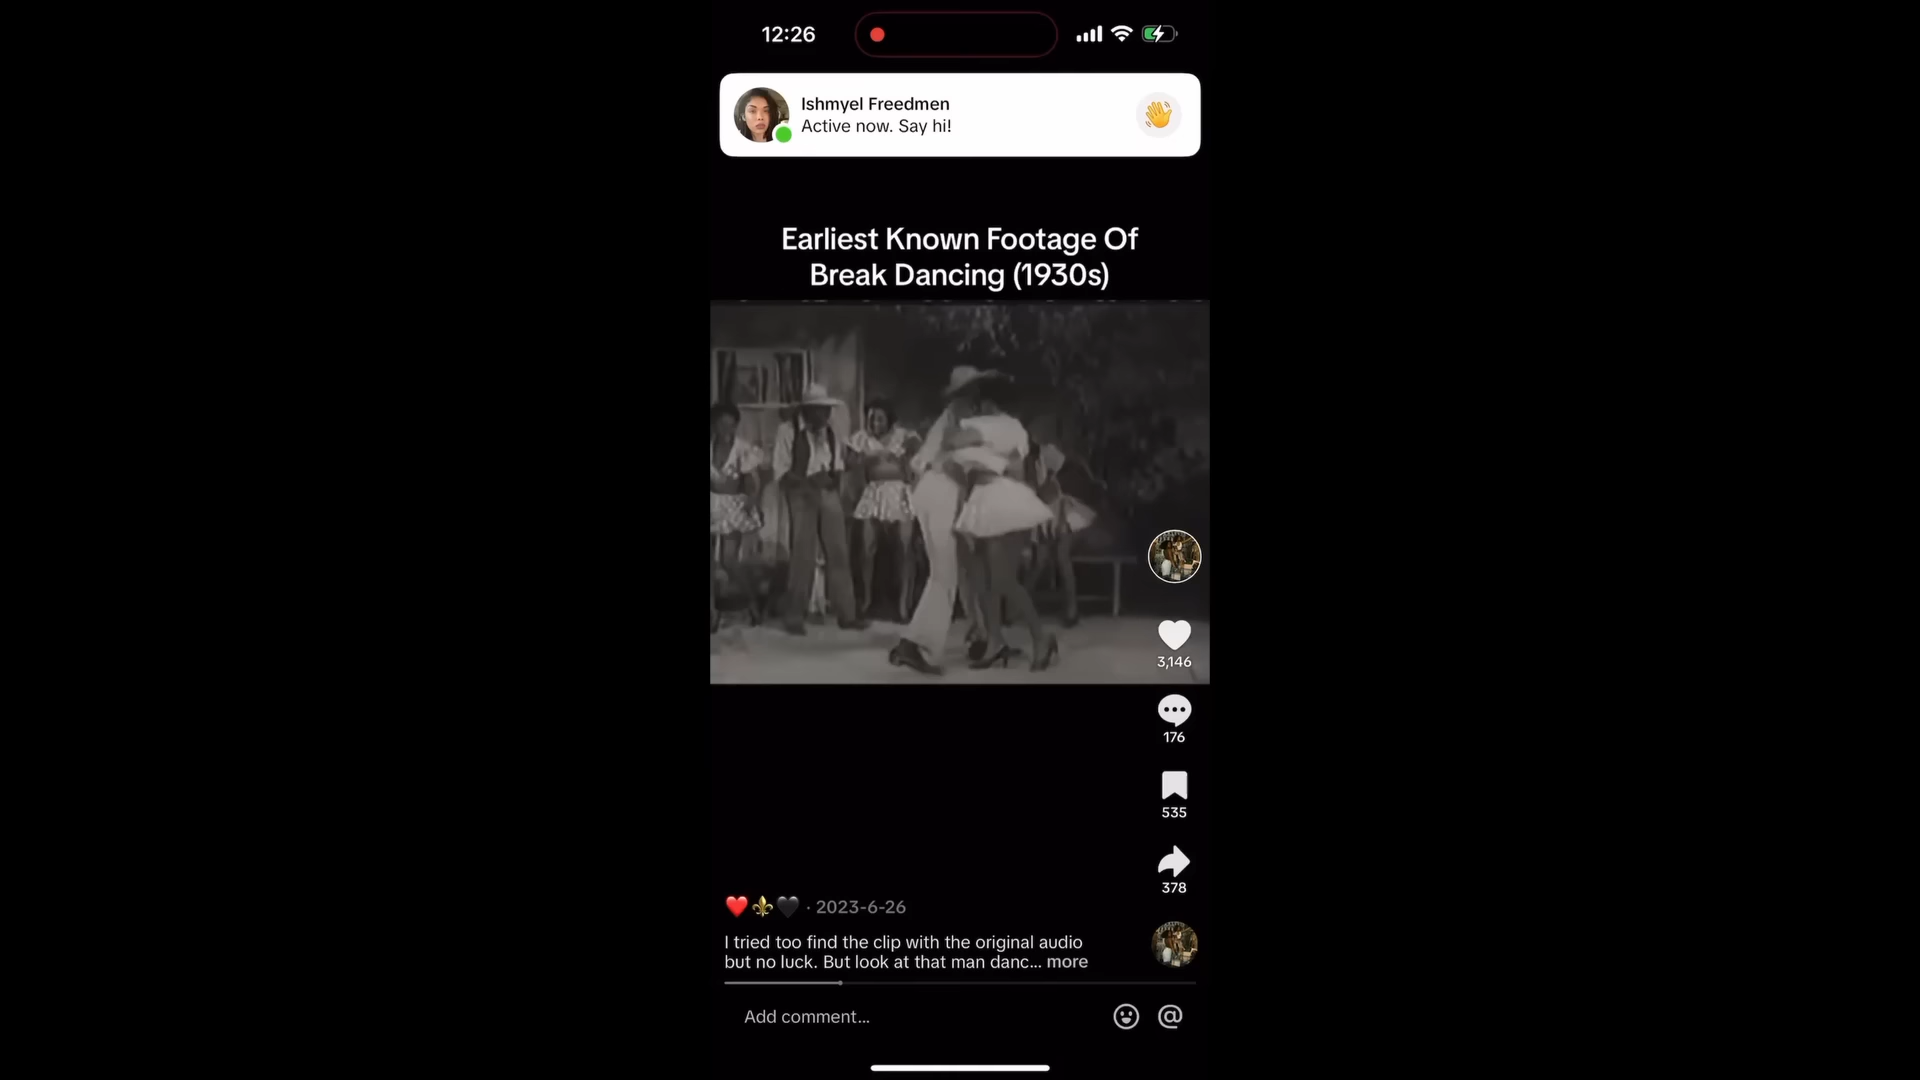 12:26
Ishmyel Freedmen
Active now. Say hi!
Earliest Known Footage Of
Break Dancing (1930s)
3,146
176
535
378
❤️⚜️🖤 · 2023-6-26
I tried too find the clip with the original audio
but no luck. But look at that man danc... more
Add comment...